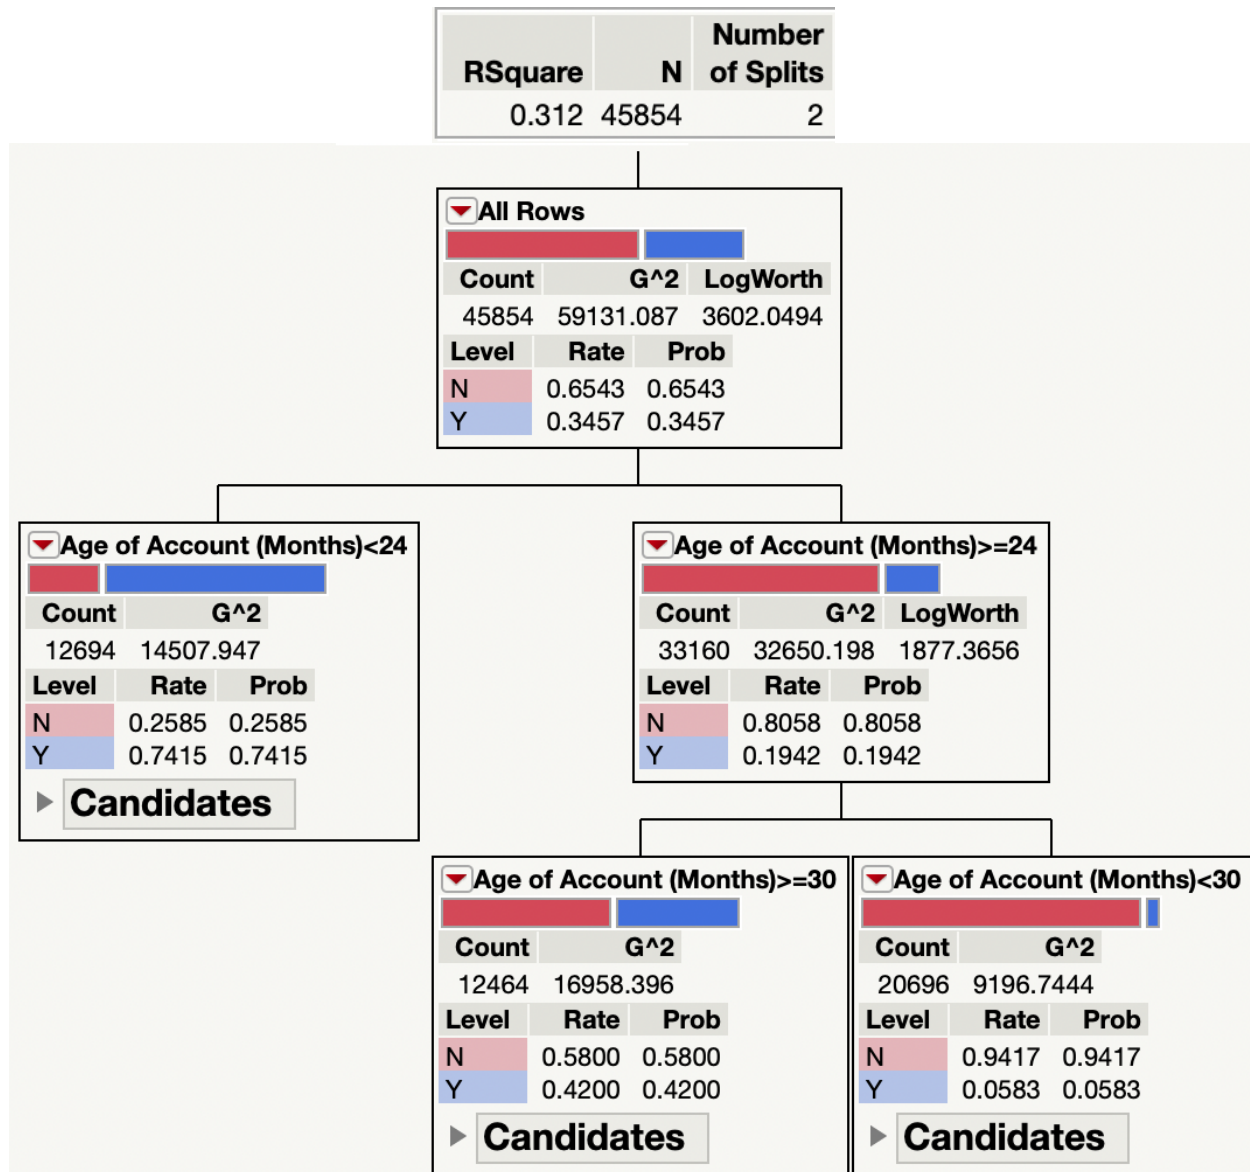 Number
RSquare N of Splits
0.312 45854 2
All Rows
Count G^2 LogWorth
45854 59131.087 3602.0494
Level Rate Prob
N 0.6543 0.6543
Y 0.3457 0.3457
Age of Account (Months)<24
Count G^2
12694 14507.947
Level Rate Prob
N 0.2585 0.2585
Y 0.7415 0.7415
Candidates
Age of Account (Months)>=24
Count G^2 LogWorth
33160 32650.198 1877.3656
Level Rate Prob
N 0.8058 0.8058
Y 0.1942 0.1942
Age of Account (Months)>=30
Count G^2
12464 16958.396
Level Rate Prob
N 0.5800 0.5800
Y 0.4200 0.4200
Candidates
Age of Account (Months)<30
Count G^2
20696 9196.7444
Level Rate Prob
N 0.9417 0.9417
Y 0.0583 0.0583
Candidates